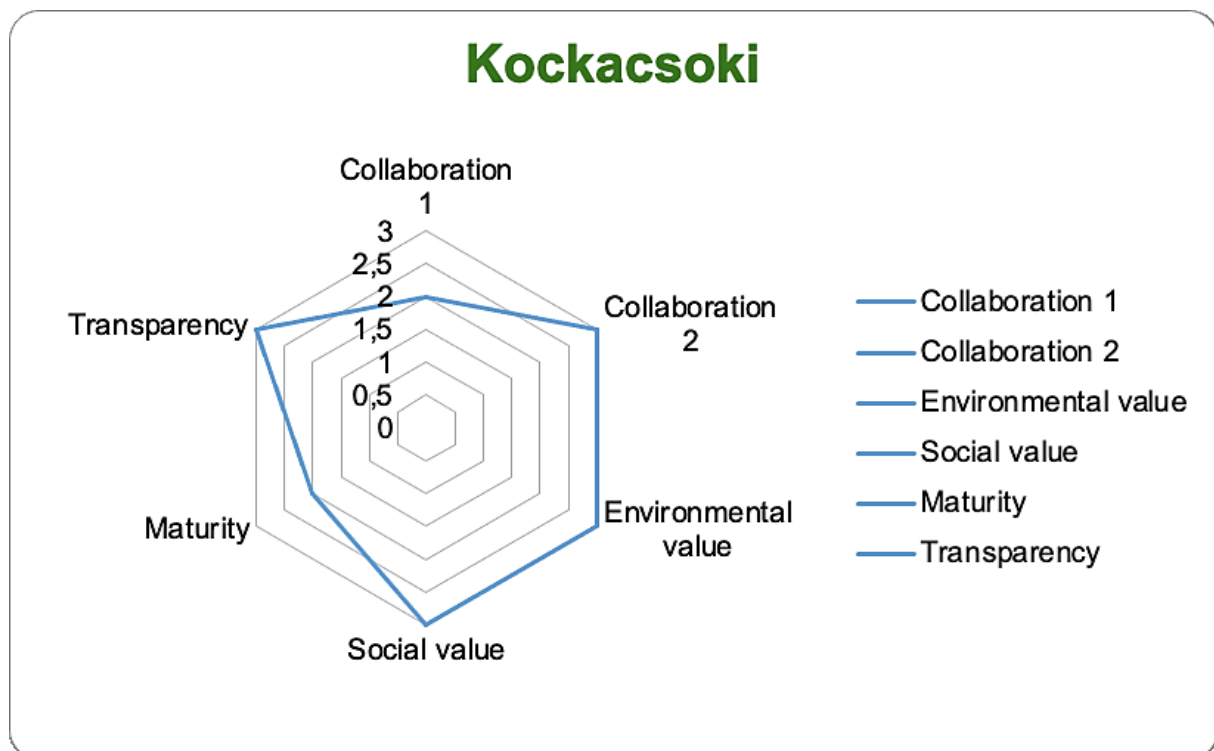 Kockacsoki
Collaboration
1
3
2,5
2
1,5
1
0,5
0
Collaboration
2
Environmental
value
Social value
Maturity
Transparency
Collaboration 1
Collaboration 2
Environmental value
Social value
Maturity
Transparency